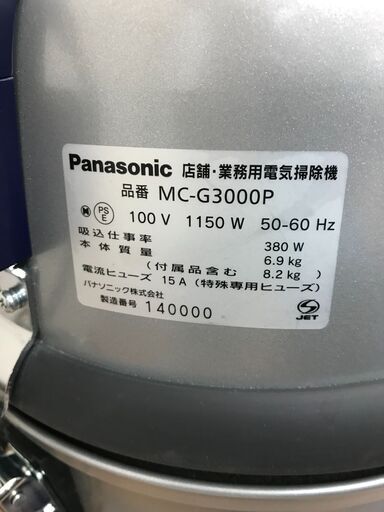 Panasonic 店舗・業務用電気掃除機
品番 MC-G3000P
PS E 100 V 1150 W 50-60 Hz
吸込仕事率 380 W
本体質量 6.9 kg
(付属品含む 8.2 kg)
電流ヒューズ 15 A (特殊専用ヒューズ)
パナソニック株式会社
製造番号 140000
S JET